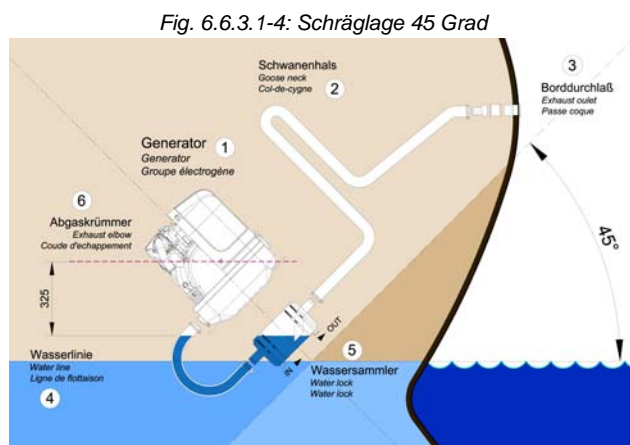 Fig. 6.6.3.1-4: Schräglage 45 Grad
Schwanenhals
Goose neck
Col-de-cygne
2
3
Borddurchlaß
Exhaust oulet
Passe coque
Generator
Generator
Groupe électrogène
1
6
Abgaskrümmer
Exhaust elbow
Coude d'echappement
325
45°
OUT
IN
5
Wassersammler
Water lock
Water lock
Wasserlinie
Water line
Ligne de flottaison
4